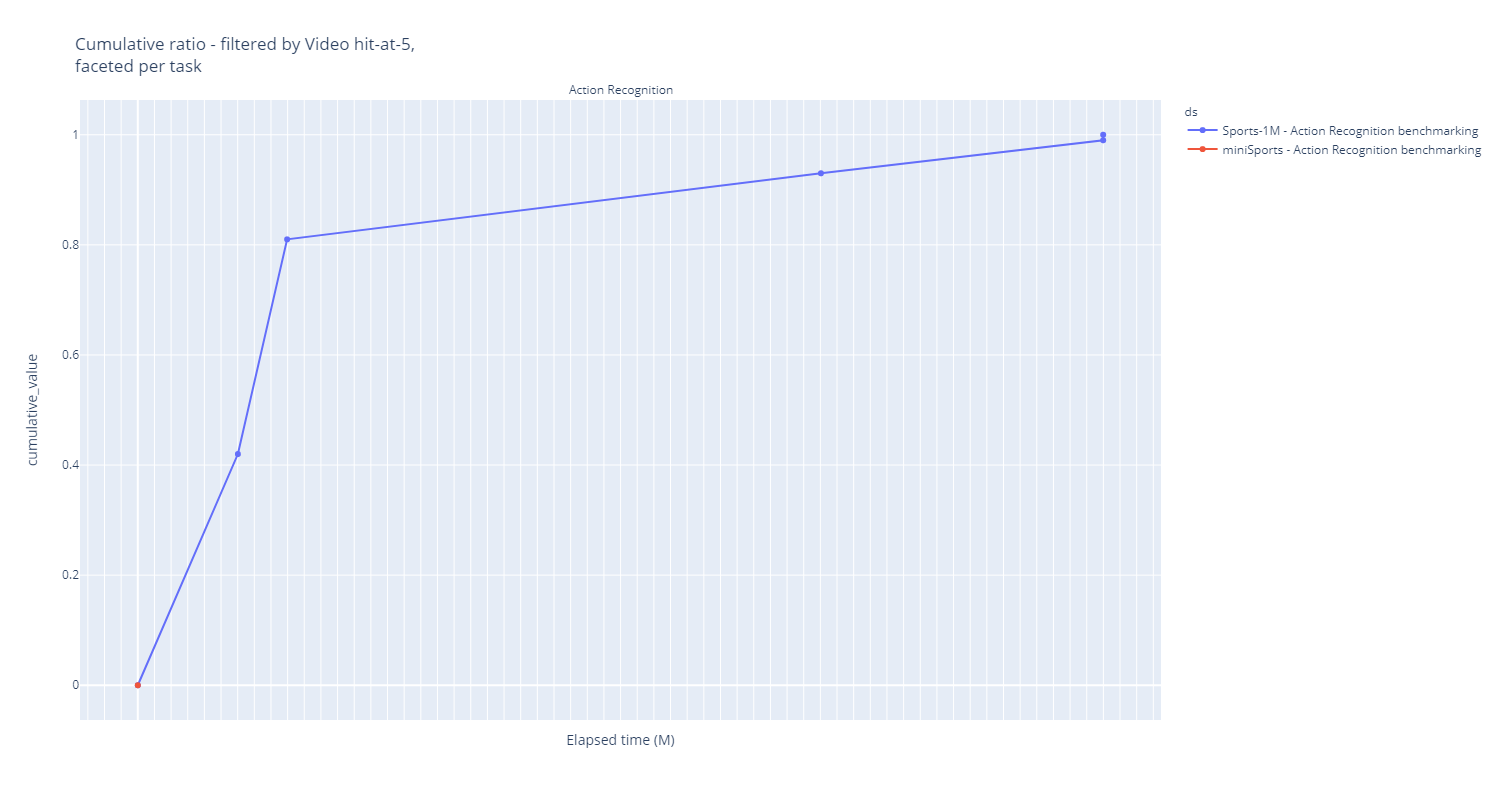 Cumulative ratio - filtered by Video hit-at-5,
faceted per task
Action Recognition
ds
Sports-1M - Action Recognition benchmarking
miniSports - Action Recognition benchmarking
cumulative_value
1
0.8
0.6
0.4
0.2
0
Elapsed time (M)